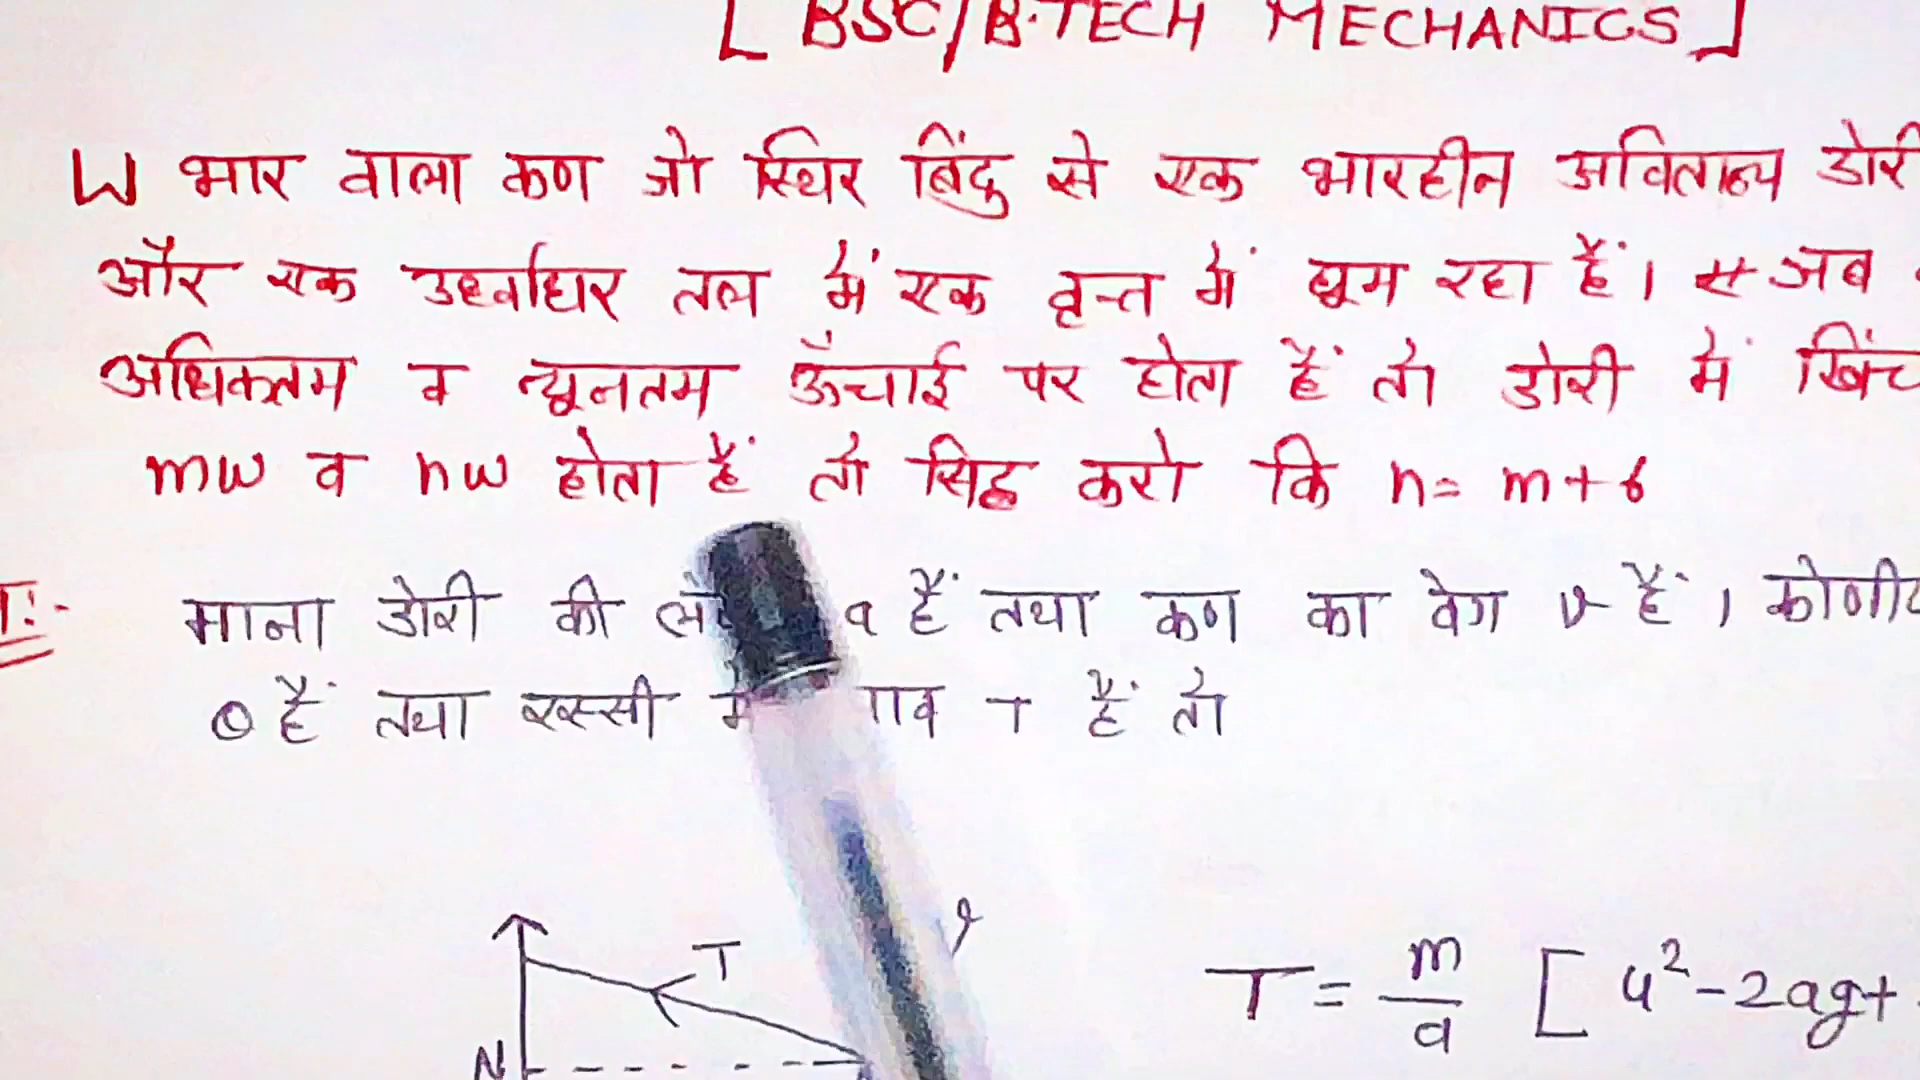 [ BSC/B.TECH MECHANICS ]
W भार वाला कण जो स्थिर बिंदु से एक भारहीन अवितान्य डोरी
और एक उर्ध्वाधर तल में एक वृन्त में घूम रहा हैं। जब
अधिकतम व न्यूनतम ऊँचाई पर होता हैं तो डोरी में खिंच
mw व nw होता हैं तो सिद्ध करो कि n= m+6
माना डोरी की a हैं तथा कण का वेग v हैं, कोणीय
θ हैं तथा रस्सी T हैं तो
T
N
T = m/a [ u²-2ag+